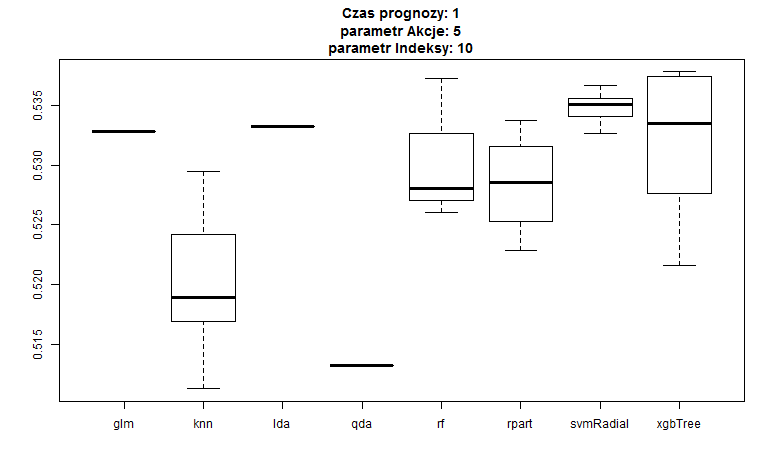 Czas prognozy: 1
parametr Akcje: 5
parametr Indeksy: 10
0.535
0.530
0.525
0.520
0.515
glm knn lda qda rf rpart svmRadial xgbTree